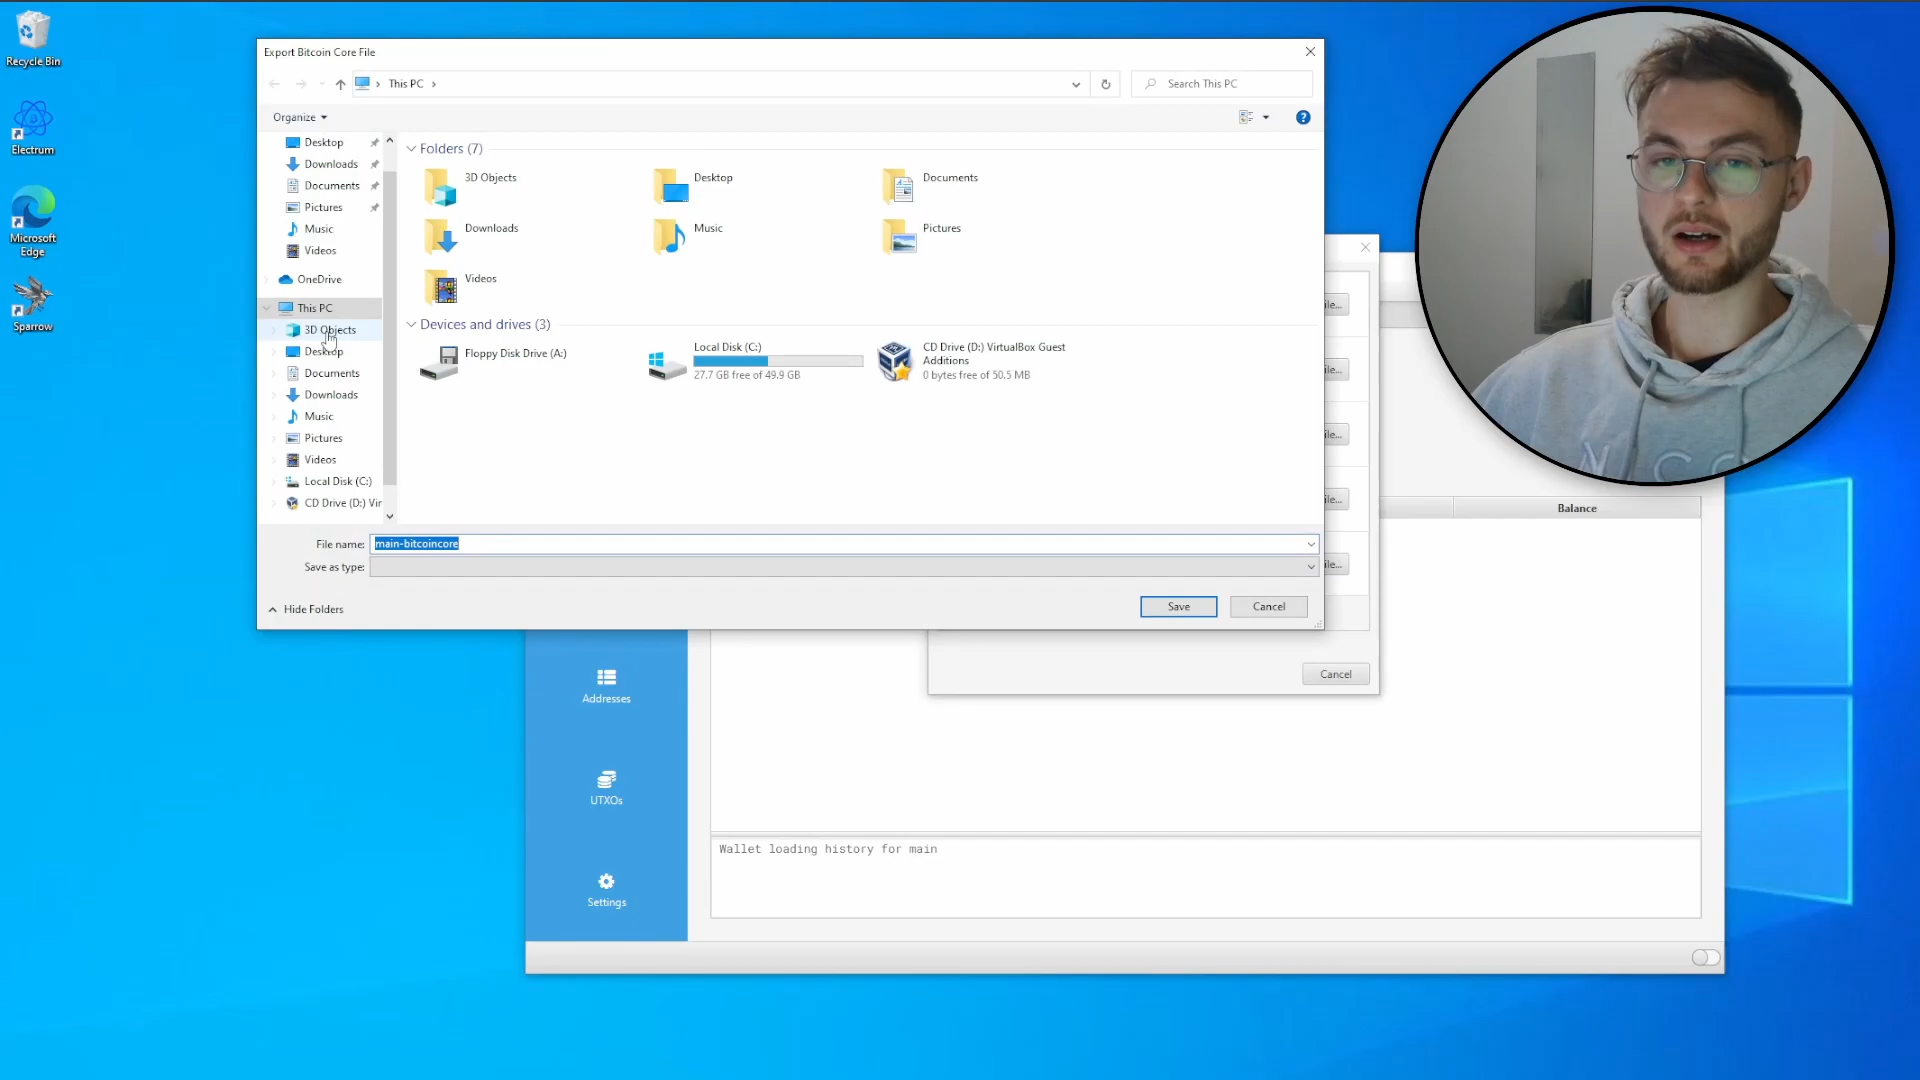 Recycle Bin
Electrum
Microsoft
Edge
Sparrow
Export Bitcoin Core File
This PC
Search This PC
Organize
Desktop
Downloads
Documents
Pictures
Music
Videos
OneDrive
This PC
3D Objects
Desktop
Documents
Downloads
Music
Pictures
Videos
Local Disk (C:)
CD Drive (D:) Vir
Folders (7)
3D Objects
Desktop
Documents
Downloads
Music
Pictures
Videos
Devices and drives (3)
Floppy Disk Drive (A:)
Local Disk (C:)
27.7 GB free of 49.9 GB
CD Drive (D:) VirtualBox Guest
Additions
0 bytes free of 50.5 MB
File name: main-bitcoincore
Save as type:
Hide Folders
Save
Cancel
ile...
ile...
ile...
ile...
ile...
Cancel
Balance
Addresses
UTXOs
Settings
Wallet loading history for main